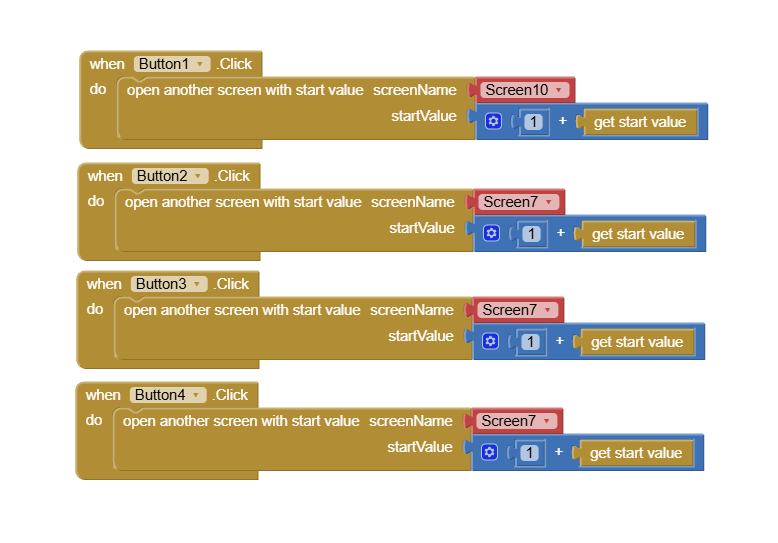 when Button1 .Click
do open another screen with start value screenName Screen10
startValue 1 + get start value
when Button2 .Click
do open another screen with start value screenName Screen7
startValue 1 + get start value
when Button3 .Click
do open another screen with start value screenName Screen7
startValue 1 + get start value
when Button4 .Click
do open another screen with start value screenName Screen7
startValue 1 + get start value